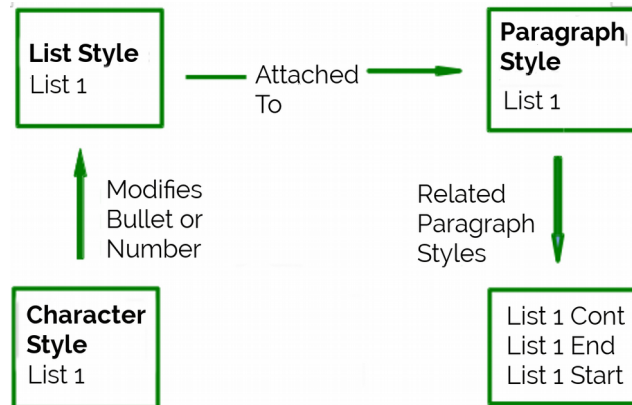 List Style
List 1
Attached
To
Paragraph
Style
List 1
Modifies
Bullet or
Number
Related
Paragraph
Styles
Character
Style
List 1
List 1 Cont
List 1 End
List 1 Start